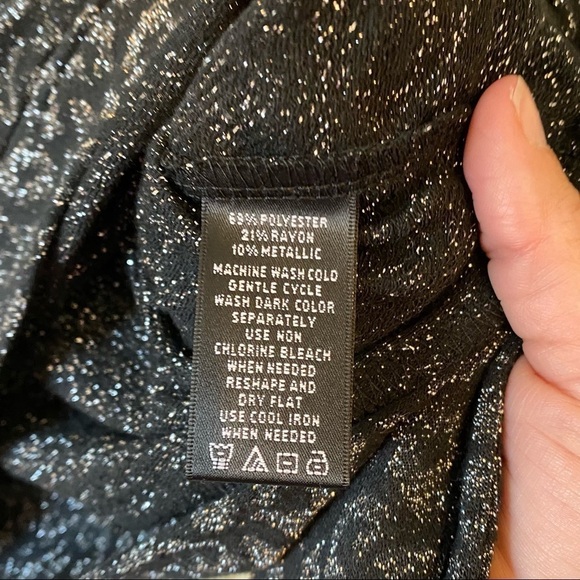 69% POLYESTER
21% RAYON
10% METALLIC
MACHINE WASH COLD
GENTLE CYCLE
WASH DARK COLOR
SEPARATELY
USE NON
CHLORINE BLEACH
WHEN NEEDED
RESHAPE AND
DRY FLAT
USE COOL IRON
WHEN NEEDED